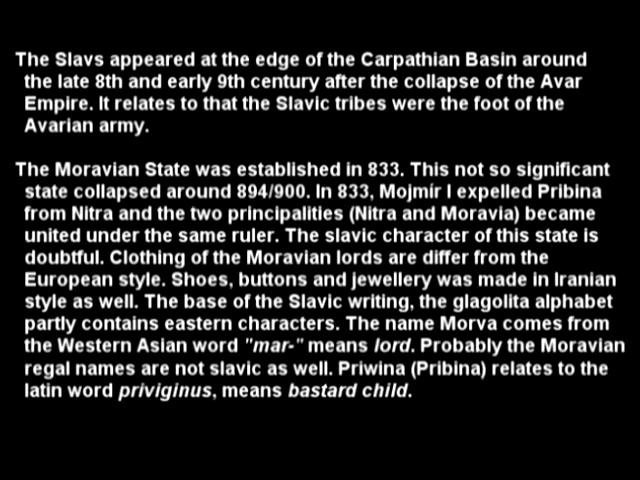 The Slavs appeared at the edge of the Carpathian Basin around
the late 8th and early 9th century after the collapse of the Avar
Empire. It relates to that the Slavic tribes were the foot of the
Avarian army.
The Moravian State was established in 833. This not so significant
state collapsed around 894/900. In 833, Mojmír I expelled Pribina
from Nitra and the two principalities (Nitra and Moravia) became
united under the same ruler. The slavic character of this state is
doubtful. Clothing of the Moravian lords are differ from the
European style. Shoes, buttons and jewellery was made in Iranian
style as well. The base of the Slavic writing, the glagolita alphabet
partly contains eastern characters. The name Morva comes from
the Western Asian word "mar-" means lord. Probably the Moravian
regal names are not slavic as well. Priwina (Pribina) relates to the
latin word priviginus, means bastard child.